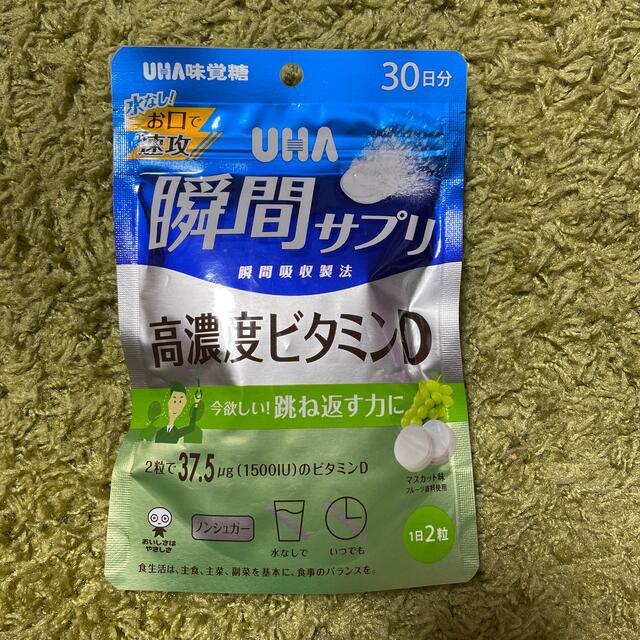 UHA味覚糖
30日分
水なし!
お口で
速攻
UHA
瞬間サプリ
瞬間吸収製法
高濃度ビタミンD
今欲しい!跳ね返す力に
2粒で37.5μg(1500IU)のビタミンD
マスカット味
フルーツ香料使用
おいしさは
やさしさ
ノンシュガー
水なしで
いつでも
1日2粒
食生活は、主食、主菜、副菜を基本に、食事のバランスを。